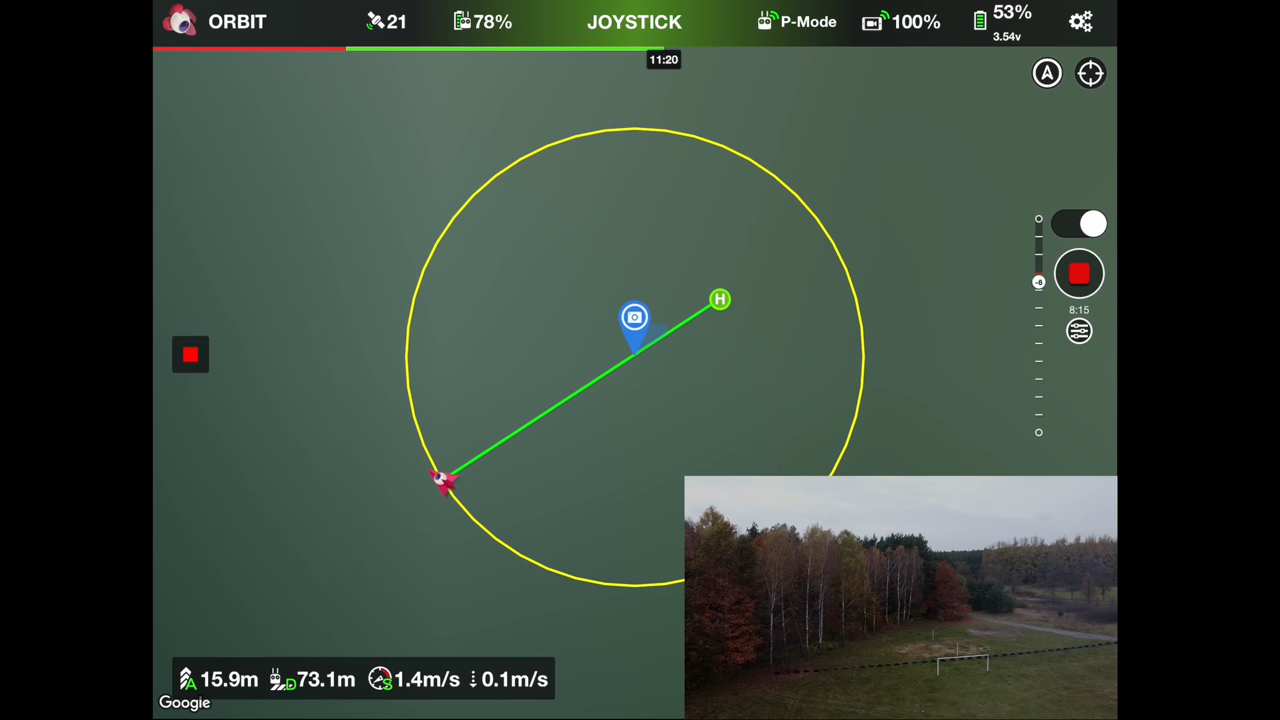 ORBIT
21
78%
JOYSTICK
P-Mode
100%
53%
3.54v
11:20
A
H
-6
8:15
A 15.9m
D 73.1m
S 1.4m/s
0.1m/s
Google